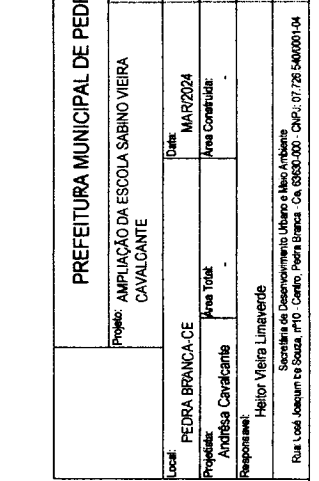 PREFEITURA MUNICIPAL DE PED
Projeto: AMPLIAÇÃO DA ESCOLA SABINO VIEIRA
CAVALCANTE
Local: PEDRA BRANCA-CE
Data: MAR/2024
Projetista: Andrêsa Cavalcante
Área Total: -
Área Construída: -
Responsavel:
Heitor Vieira Limaverde
Secretária de Desenvolvimento Urbano e Meio Ambiente
Rua: José Joaquim de Souza, nº10 - Centro, Pedra Branca - Ce, 63630-000 - CNPJ: 07.726.540/0001-04